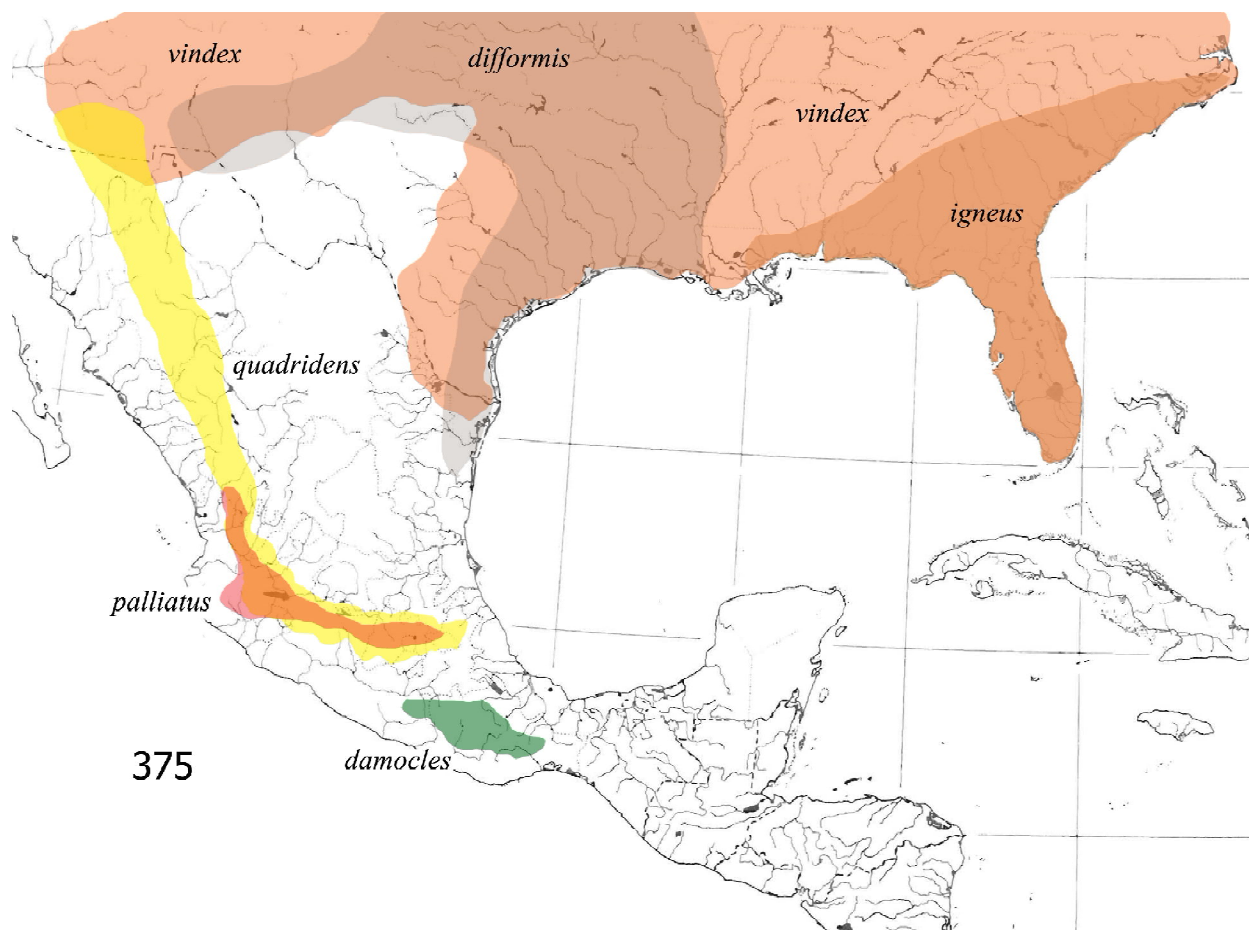 vindex
difformis
vindex
igneus
quadridens
palliatus
damocles
375